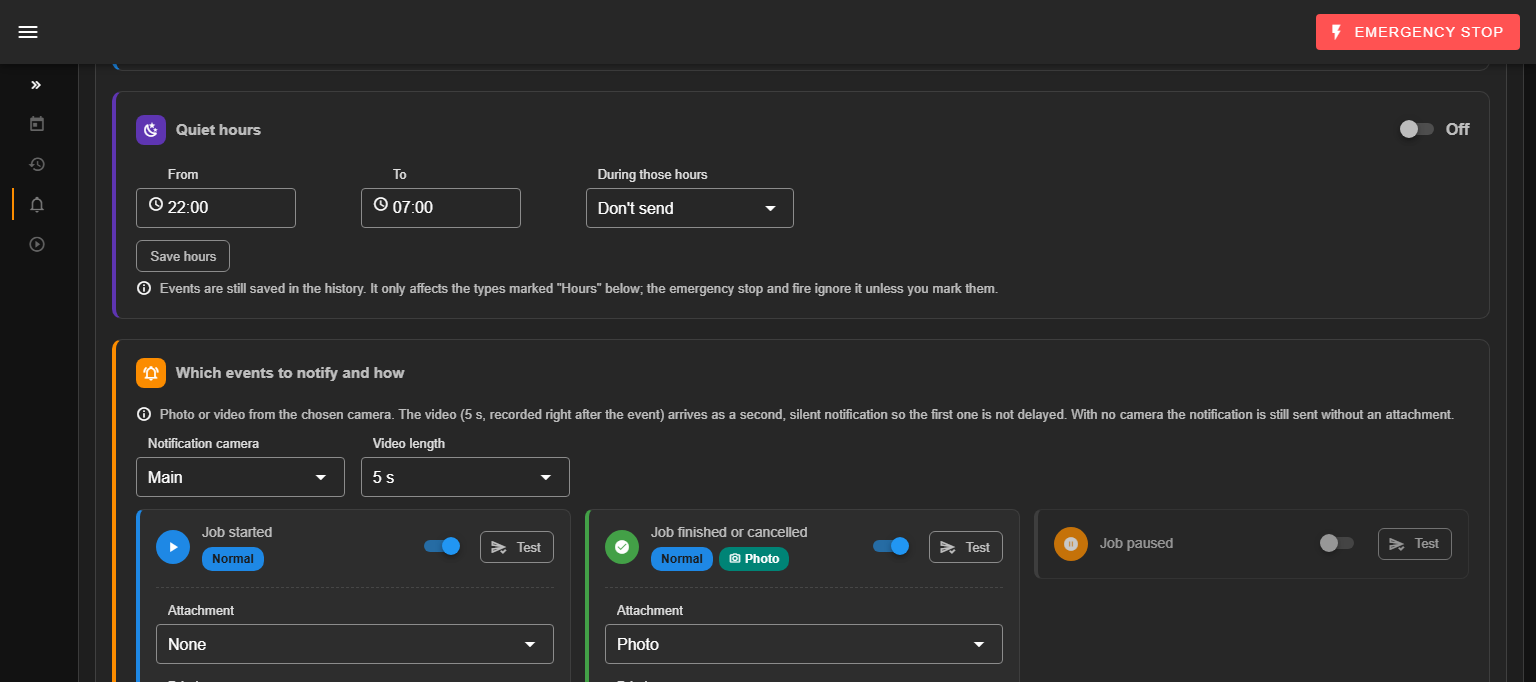 EMERGENCY STOP
Quiet hours
Off
From
To
During those hours
22:00
07:00
Don't send
Save hours
Events are still saved in the history. It only affects the types marked "Hours" below; the emergency stop and fire ignore it unless you mark them.
Which events to notify and how
Photo or video from the chosen camera. The video (5 s, recorded right after the event) arrives as a second, silent notification so the first one is not delayed. With no camera the notification is still sent without an attachment.
Notification camera
Video length
Main
5 s
Job started
Normal
Test
Attachment
None
Job finished or cancelled
Normal
Photo
Test
Attachment
Photo
Job paused
Test